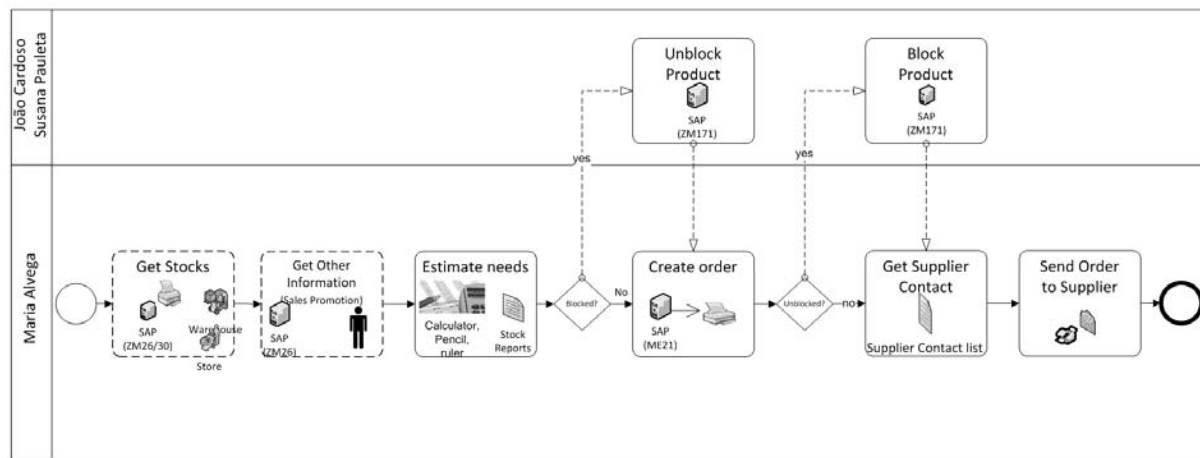 João Cardoso
Susana Pauleta
Unblock
Product
SAP
(ZM171)
Block
Product
SAP
(ZM171)
yes
yes
Maria Alvega
Get Stocks
SAP
(ZM26/30)
Warehouse
Store
Get Other
Information
(Sales Promotion)
SAP
(ZM26)
Estimate needs
Calculator,
Pencil,
ruler
Stock
Reports
Blocked?
No
Create order
SAP
(ME21)
Unblocked?
no
Get Supplier
Contact
Supplier Contact list
Send Order
to Supplier